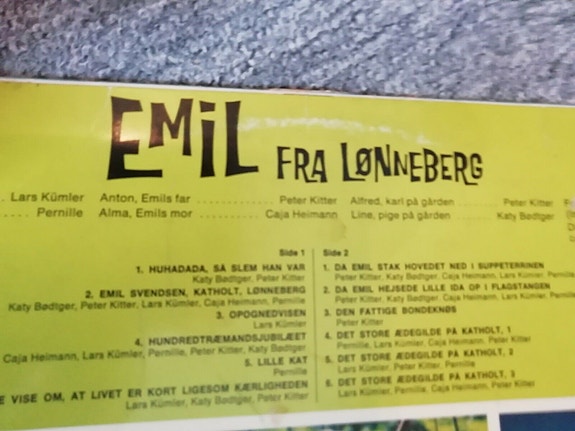 EMIL FRA LØNNEBERG
Lars Kümler Anton, Emils far Peter Kitter Alfred, karl på gården Peter Kitter
Pernille Alma, Emils mor Caja Heimann Line, pige på gården Katy Bødtger
Side 1
1. HUHADADA, SÅ SLEM HAN VAR
Katy Bødtger, Peter Kitter
2. EMIL SVENDSEN, KATHOLT, LØNNEBERG
Katy Bødtger, Peter Kitter, Lars Kümler, Caja Heimann, Pernille
3. OPOGNEDVISEN
Lars Kümler
4. HUNDREDTRÆMANDSJUBILÆET
Caja Heimann, Lars Kümler, Pernille, Peter Kitter, Katy Bødtger
5. LILLE KAT
Pernille
VISE OM, AT LIVET ER KORT LIGESOM KÆRLIGHEDEN
Lars Kümler, Katy Bødtger, Peter Kitter
Side 2
1. DA EMIL STAK HOVEDET NED I SUPPETERRINEN
Peter Kitter, Katy Bødtger, Caja Heimann, Lars Kümler, Pernille
2. DA EMIL HEJSEDE LILLE IDA OP I FLAGSTANGEN
Peter Kitter, Katy Bødtger, Caja Heimann, Lars Kümler, Pernille
3. DEN FATTIGE BONDEKNØS
Peter Kitter
4. DET STORE ÆDEGILDE PÅ KATHOLT, 1
Pernille, Peter Kitter, Katy Bødtger, Lars Kümler, Caja Heimann
5. DET STORE ÆDEGILDE PÅ KATHOLT, 2
Lars Kümler, Pernille, Peter Kitter
6. DET STORE ÆDEGILDE PÅ KATHOLT, 3
Lars Kümler, Pernille, Caja Heimann, Peter Kitter